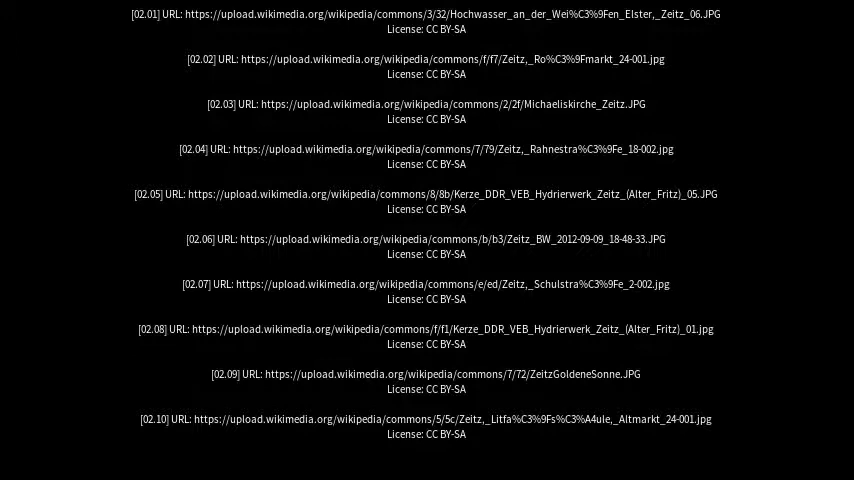 [02.01] URL: https://upload.wikimedia.org/wikipedia/commons/3/32/Hochwasser_an_der_Wei%C3%9Fen_Elster,_Zeitz_06.JPG
License: CC BY-SA
[02.02] URL: https://upload.wikimedia.org/wikipedia/commons/f/f7/Zeitz,_Ro%C3%9Fmarkt_24-001.jpg
License: CC BY-SA
[02.03] URL: https://upload.wikimedia.org/wikipedia/commons/2/2f/Michaeliskirche_Zeitz.JPG
License: CC BY-SA
[02.04] URL: https://upload.wikimedia.org/wikipedia/commons/7/79/Zeitz,_Rahnestra%C3%9Fe_18-002.jpg
License: CC BY-SA
[02.05] URL: https://upload.wikimedia.org/wikipedia/commons/8/8b/Kerze_DDR_VEB_Hydrierwerk_Zeitz_(Alter_Fritz)_05.JPG
License: CC BY-SA
[02.06] URL: https://upload.wikimedia.org/wikipedia/commons/b/b3/Zeitz_BW_2012-09-09_18-48-33.JPG
License: CC BY-SA
[02.07] URL: https://upload.wikimedia.org/wikipedia/commons/e/ed/Zeitz,_Schulstra%C3%9Fe_2-002.jpg
License: CC BY-SA
[02.08] URL: https://upload.wikimedia.org/wikipedia/commons/f/f1/Kerze_DDR_VEB_Hydrierwerk_Zeitz_(Alter_Fritz)_01.jpg
License: CC BY-SA
[02.09] URL: https://upload.wikimedia.org/wikipedia/commons/7/72/ZeitzGoldeneSonne.JPG
License: CC BY-SA
[02.10] URL: https://upload.wikimedia.org/wikipedia/commons/5/5c/Zeitz,_Litfa%C3%9Fs%C3%A4ule,_Altmarkt_24-001.jpg
License: CC BY-SA